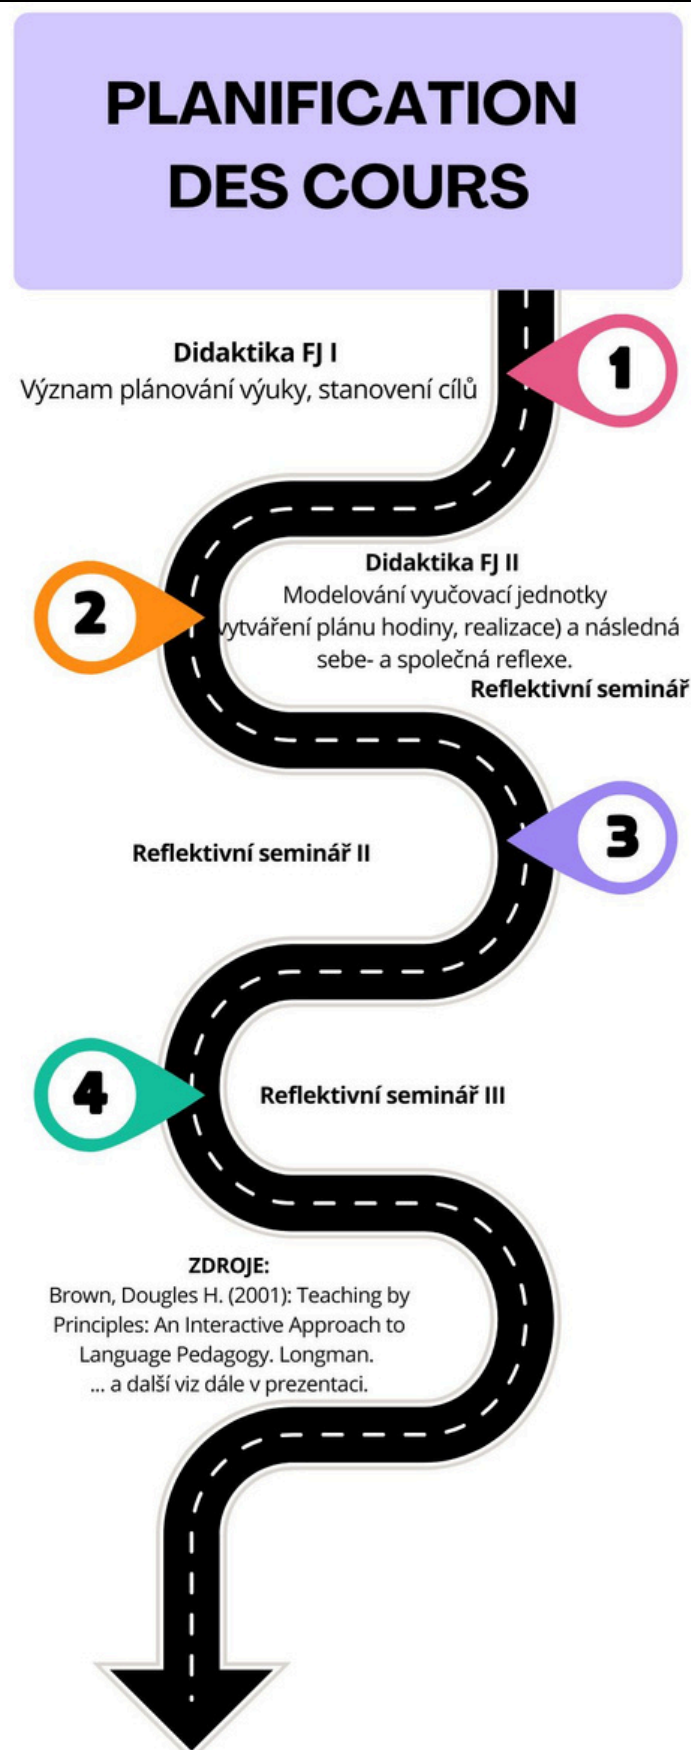 PLANIFICATION
DES COURS
Didaktika FJ I
Význam plánování výuky, stanovení cílů
1
Didaktika FJ II
Modelování vyučovací jednotky
vytváření plánu hodiny, realizace) a následná
sebe- a společná reflexe.
Reflektivní seminář
2
Reflektivní seminář II
3
Reflektivní seminář III
4
ZDROJE:
Brown, Dougles H. (2001): Teaching by
Principles: An Interactive Approach to
Language Pedagogy. Longman.
... a další viz dále v prezentaci.